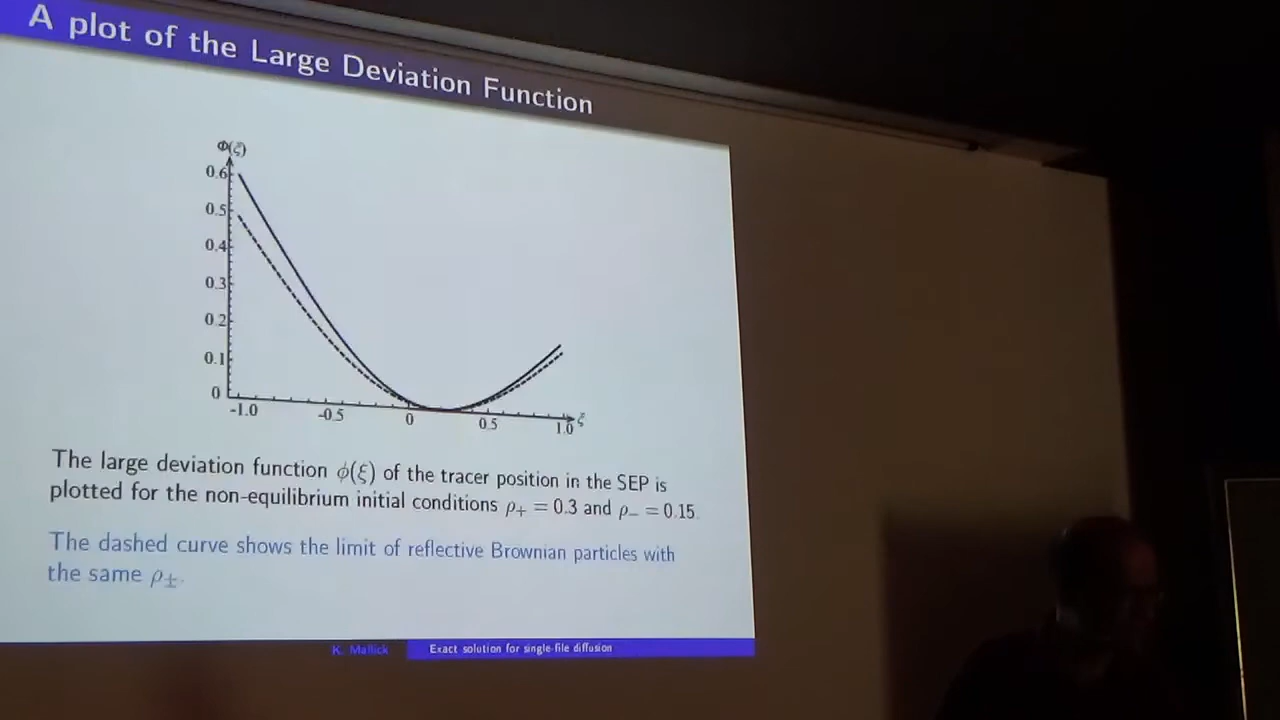 A plot of the Large Deviation Function
Φ(ξ)
0.6
0.5
0.4
0.3
0.2
0.1
0
-1.0 -0.5 0 0.5 1.0 ξ
The large deviation function ϕ(ξ) of the tracer position in the SEP is
plotted for the non-equilibrium initial conditions ρ₊ = 0.3 and ρ₋ = 0.15.
The dashed curve shows the limit of reflective Brownian particles with
the same ρ±.
K. Mallick Exact solution for single-file diffusion